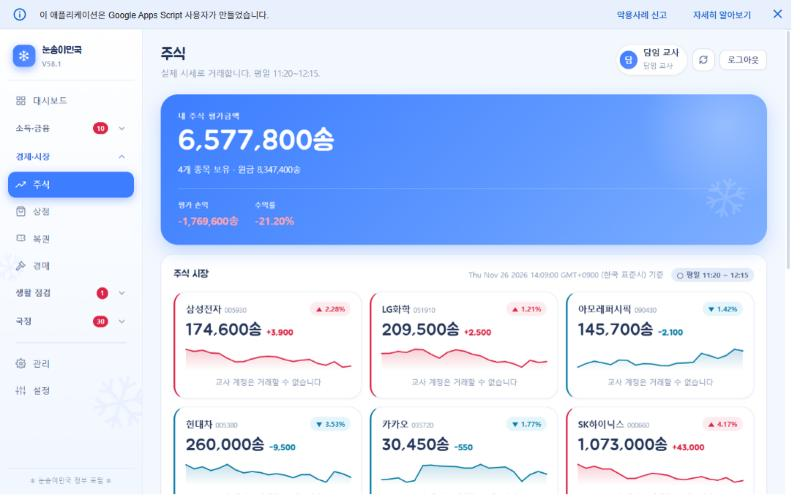 이 애플리케이션은 Google Apps Script 사용자가 만들었습니다.
악용사례 신고
자세히 알아보기
눈송이민국
V58.1
대시보드
소득·금융 10
경제·시장
주식
상점
복권
경매
생활 점검 1
국정 30
관리
설정
❄ 눈송이민국 정부 포털 ❄
주식
실제 시세로 거래합니다. 평일 11:20~12:15.
담
담임 교사
담임 교사
로그아웃
내 주식 평가금액
6,577,800송
4개 종목 보유 · 원금 8,347,400송
평가 손익
-1,769,600송
수익률
-21.20%
주식 시장
Thu Nov 26 2026 14:09:00 GMT+0900 (한국 표준시) 기준
평일 11:20 ~ 12:15
삼성전자 005930 ▲ 2.28%
174,600송 +3,900
교사 계정은 거래할 수 없습니다
LG화학 051910 ▲ 1.21%
209,500송 +2,500
교사 계정은 거래할 수 없습니다
아모레퍼시픽 090430 ▼ 1.42%
145,700송 -2,100
교사 계정은 거래할 수 없습니다
현대차 005380 ▼ 3.53%
260,000송 -9,500
카카오 035720 ▼ 1.77%
30,450송 -550
SK하이닉스 000660 ▲ 4.17%
1,073,000송 +43,000